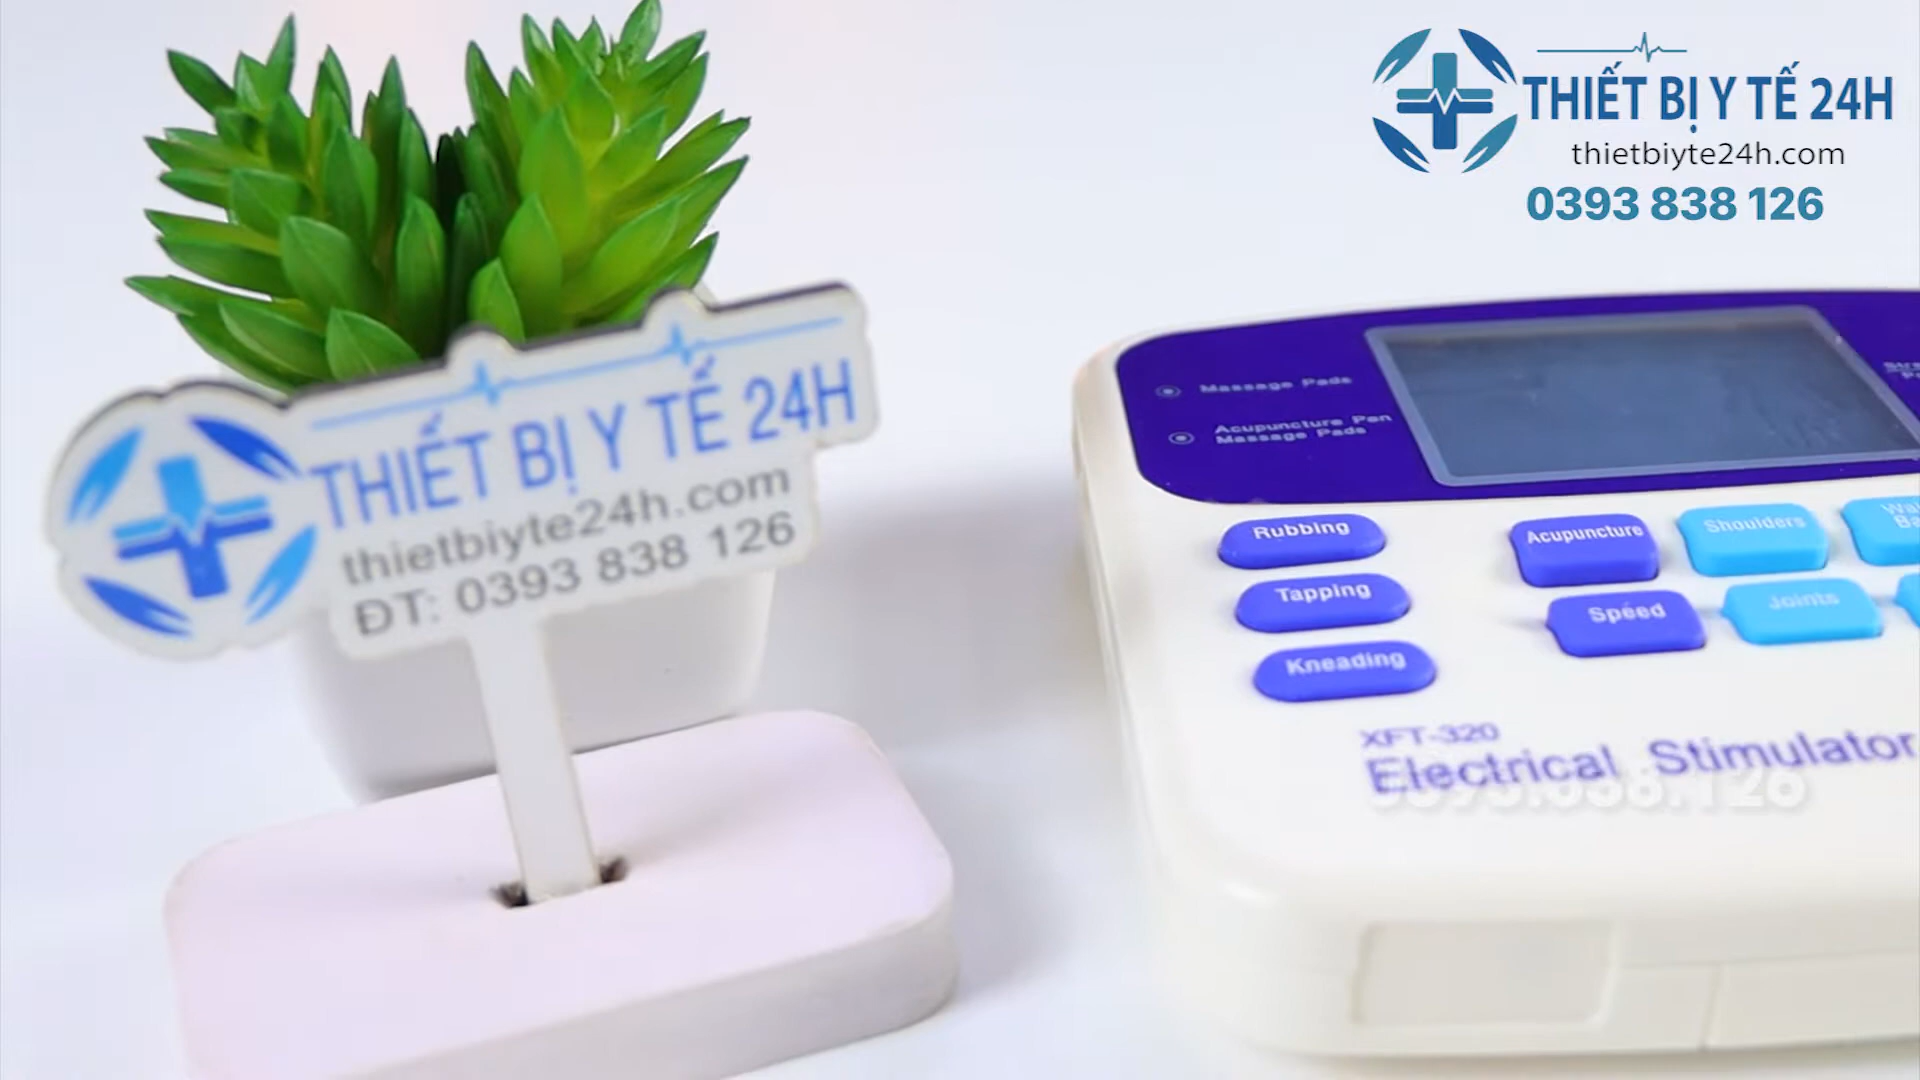 THIẾT BỊ Y TẾ 24H
thietbiyte24h.com
0393 838 126
THIẾT BỊ Y TẾ 24H
thietbiyte24h.com
ĐT: 0393 838 126
Massage Pads
Acupuncture Pen
Massage Pads
Rubbing
Tapping
Kneading
Acupuncture
Shoulders
Speed
Joints
XFT-320
Electrical Stimulator